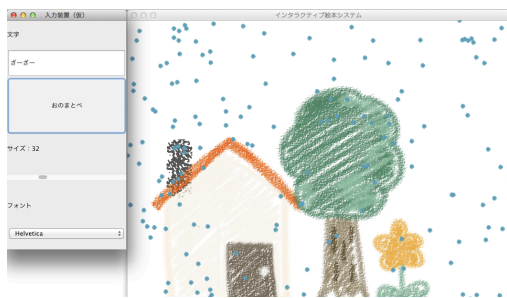 入力装置（仮）
インタラクティブ絵本システム
文字
ざーざー
おのまとぺ
サイズ：32
フォント
Helvetica